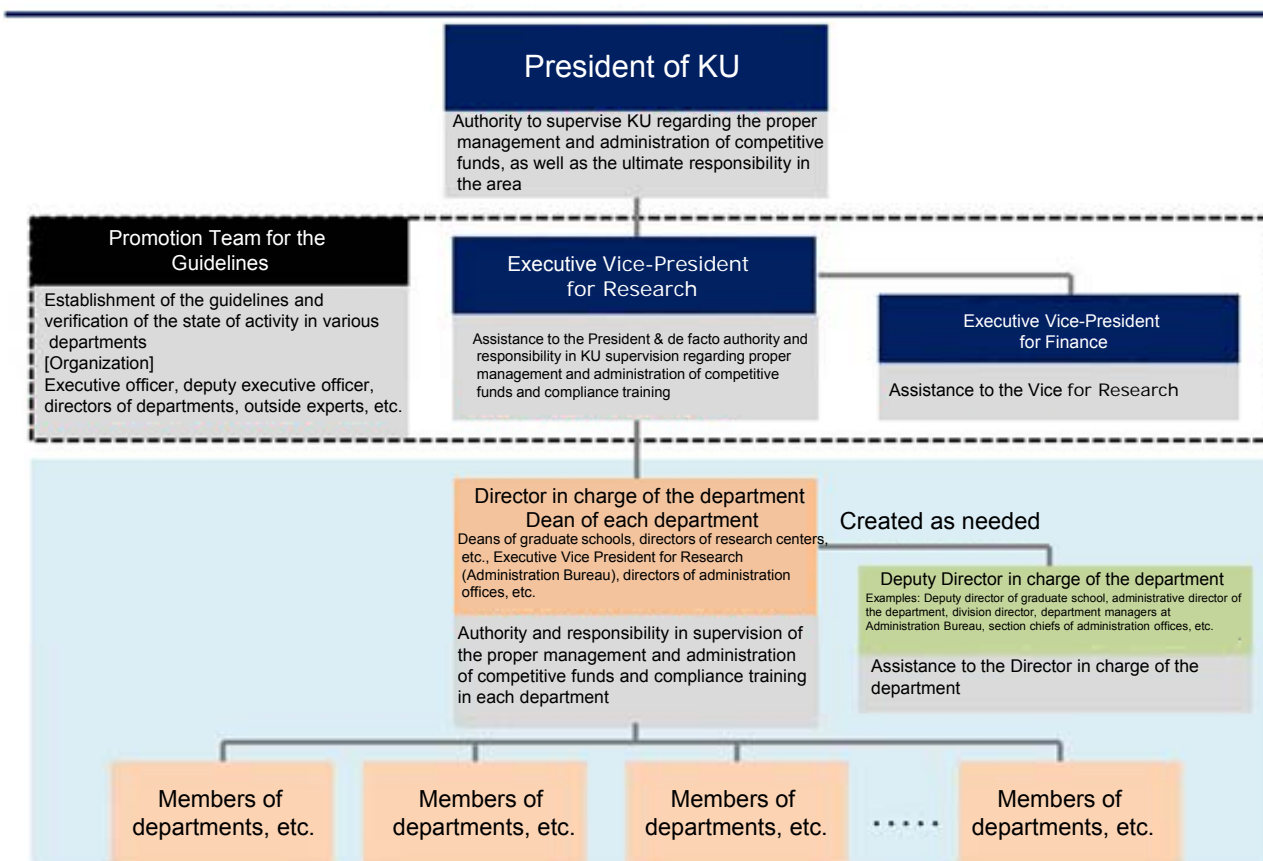 President of KU
Authority to supervise KU regarding the proper
management and administration of competitive
funds, as well as the ultimate responsibility in
the area
Promotion Team for the
Guidelines
Establishment of the guidelines and
verification of the state of activity in various
departments
[Organization]
Executive officer, deputy executive officer,
directors of departments, outside experts, etc.
Executive Vice-President
for Research
Assistance to the President & de facto authority and
responsibility in KU supervision regarding proper
management and administration of competitive
funds and compliance training
Executive Vice-President
for Finance
Assistance to the Vice for Research
Director in charge of the department
Dean of each department
Deans of graduate schools, directors of research centers,
etc., Executive Vice President for Research
(Administration Bureau), directors of administration
offices, etc.
Authority and responsibility in supervision of
the proper management and administration
of competitive funds and compliance training
in each department
Created as needed
Deputy Director in charge of the department
Examples: Deputy director of graduate school, administrative director of
the department, division director, department managers at
Administration Bureau, section chiefs of administration offices, etc.
Assistance to the Director in charge of the
department
Members of
departments, etc.
Members of
departments, etc.
Members of
departments, etc.
.....
Members of
departments, etc.